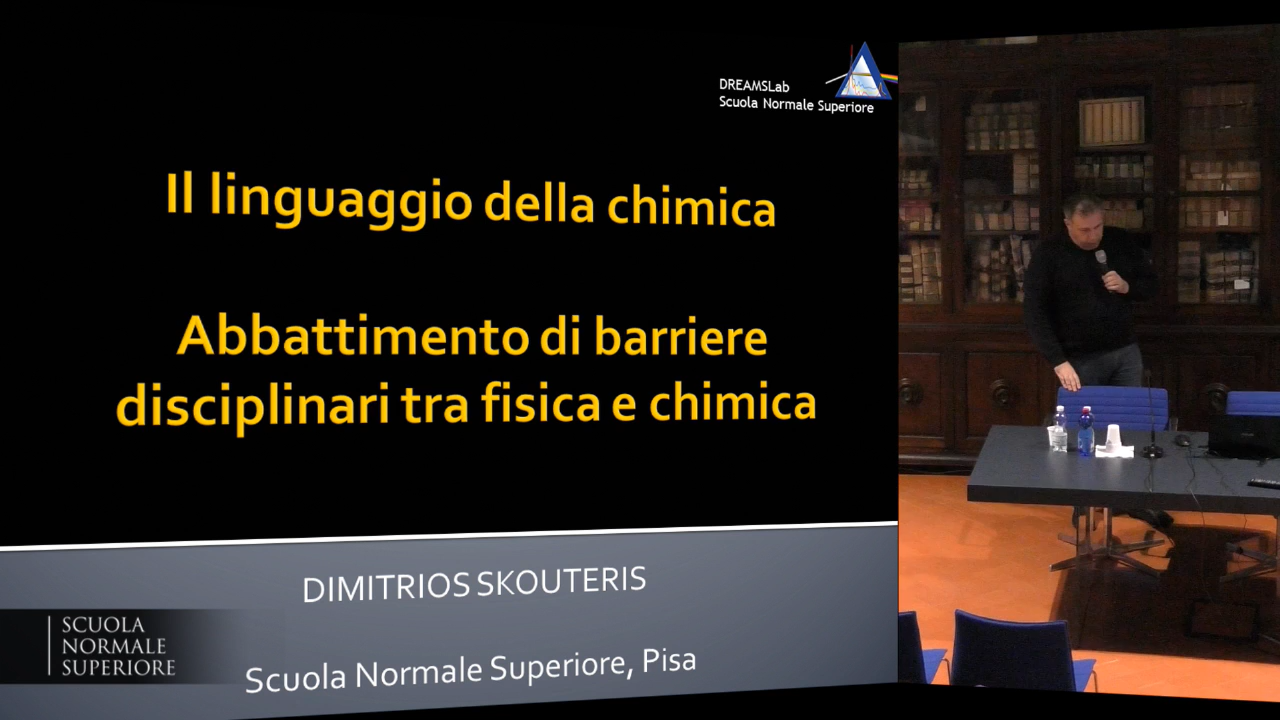 DREAMSLab
Scuola Normale Superiore
Il linguaggio della chimica
Abbattimento di barriere
disciplinari tra fisica e chimica
DIMITRIOS SKOUTERIS
Scuola Normale Superiore, Pisa
SCUOLA
NORMALE
SUPERIORE